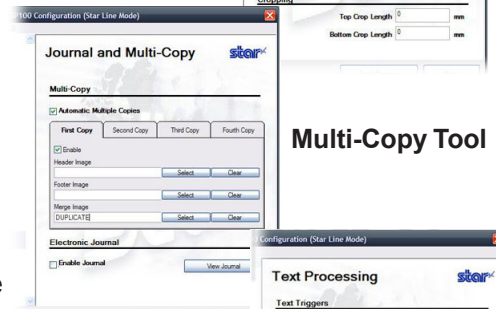 Cropping
Top Crop Length 0 mm
Bottom Crop Length 0 mm
P100 Configuration (Star Line Mode)
Journal and Multi-Copy
star
Multi-Copy
Automatic Multiple Copies
First Copy Second Copy Third Copy Fourth Copy
Enable
Header Image
Select Clear
Footer Image
Select Clear
Merge Image
DUPLICATE Select Clear
Electronic Journal
Enable Journal View Journal
Multi-Copy Tool
Configuration (Star Line Mode)
Text Processing
star
Text Triggers
e